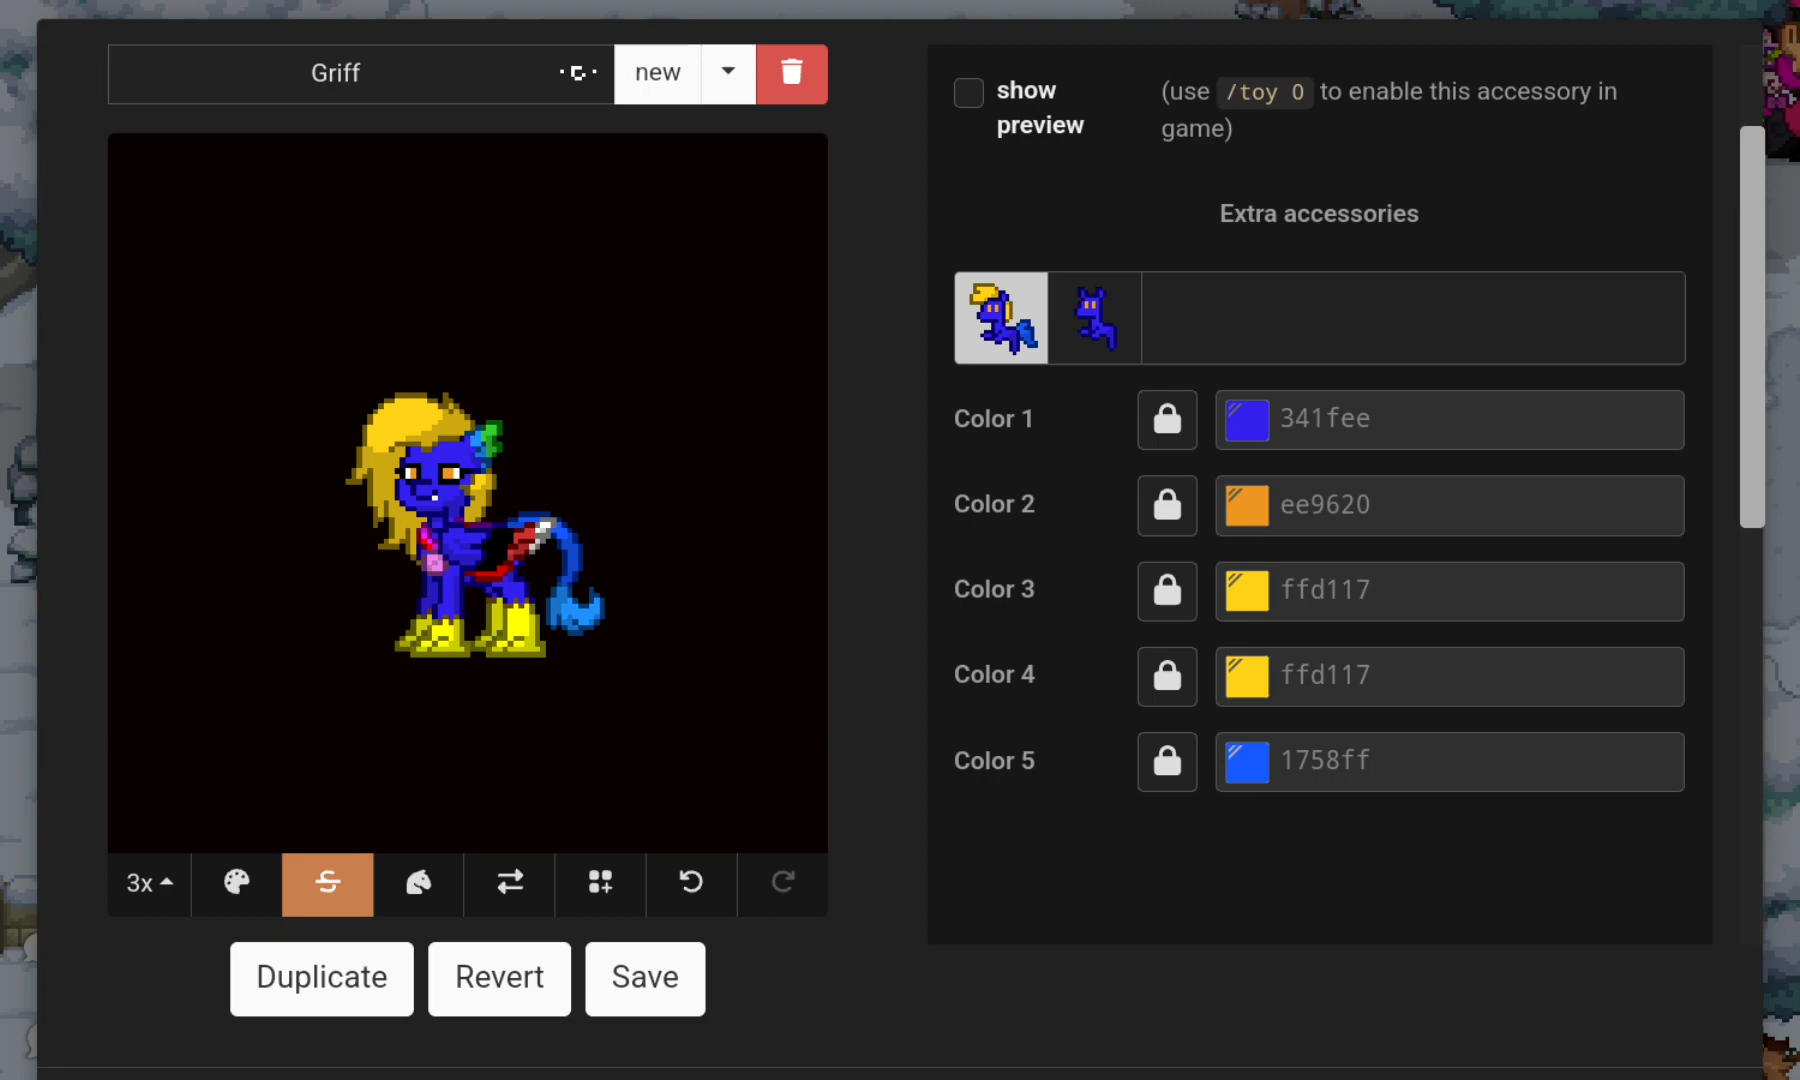 Griff
new
show preview
(use /toy 0 to enable this accessory in
game)
Extra accessories
Color 1
341fee
Color 2
ee9620
Color 3
ffd117
Color 4
ffd117
Color 5
1758ff
3x
Duplicate
Revert
Save